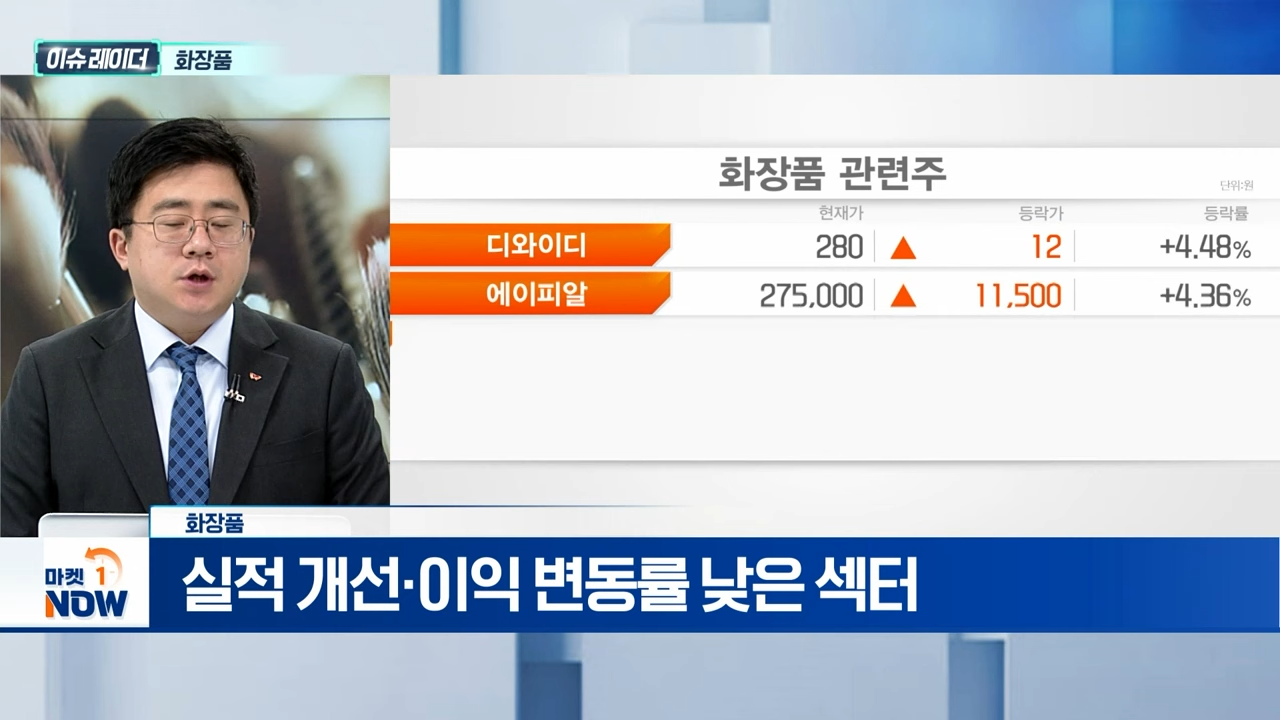 이슈 레이더 화장품
화장품 관련주
단위:원
현재가 등락가 등락률
디와이디 280 ▲ 12 +4.48%
에이피알 275,000 ▲ 11,500 +4.36%
화장품
마켓 1
NOW
실적 개선·이익 변동률 낮은 섹터